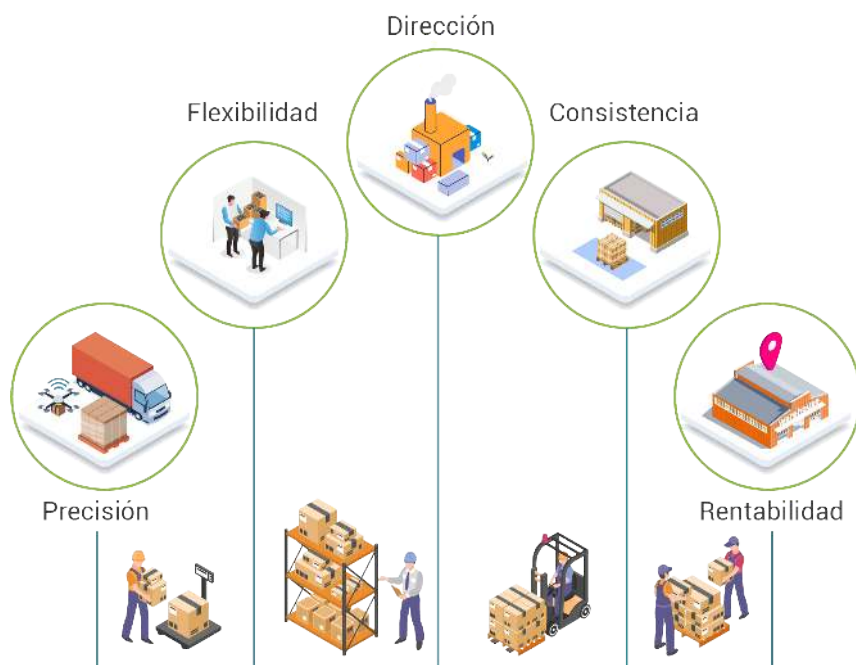 Dirección
Flexibilidad
Consistencia
Precisión
Rentabilidad